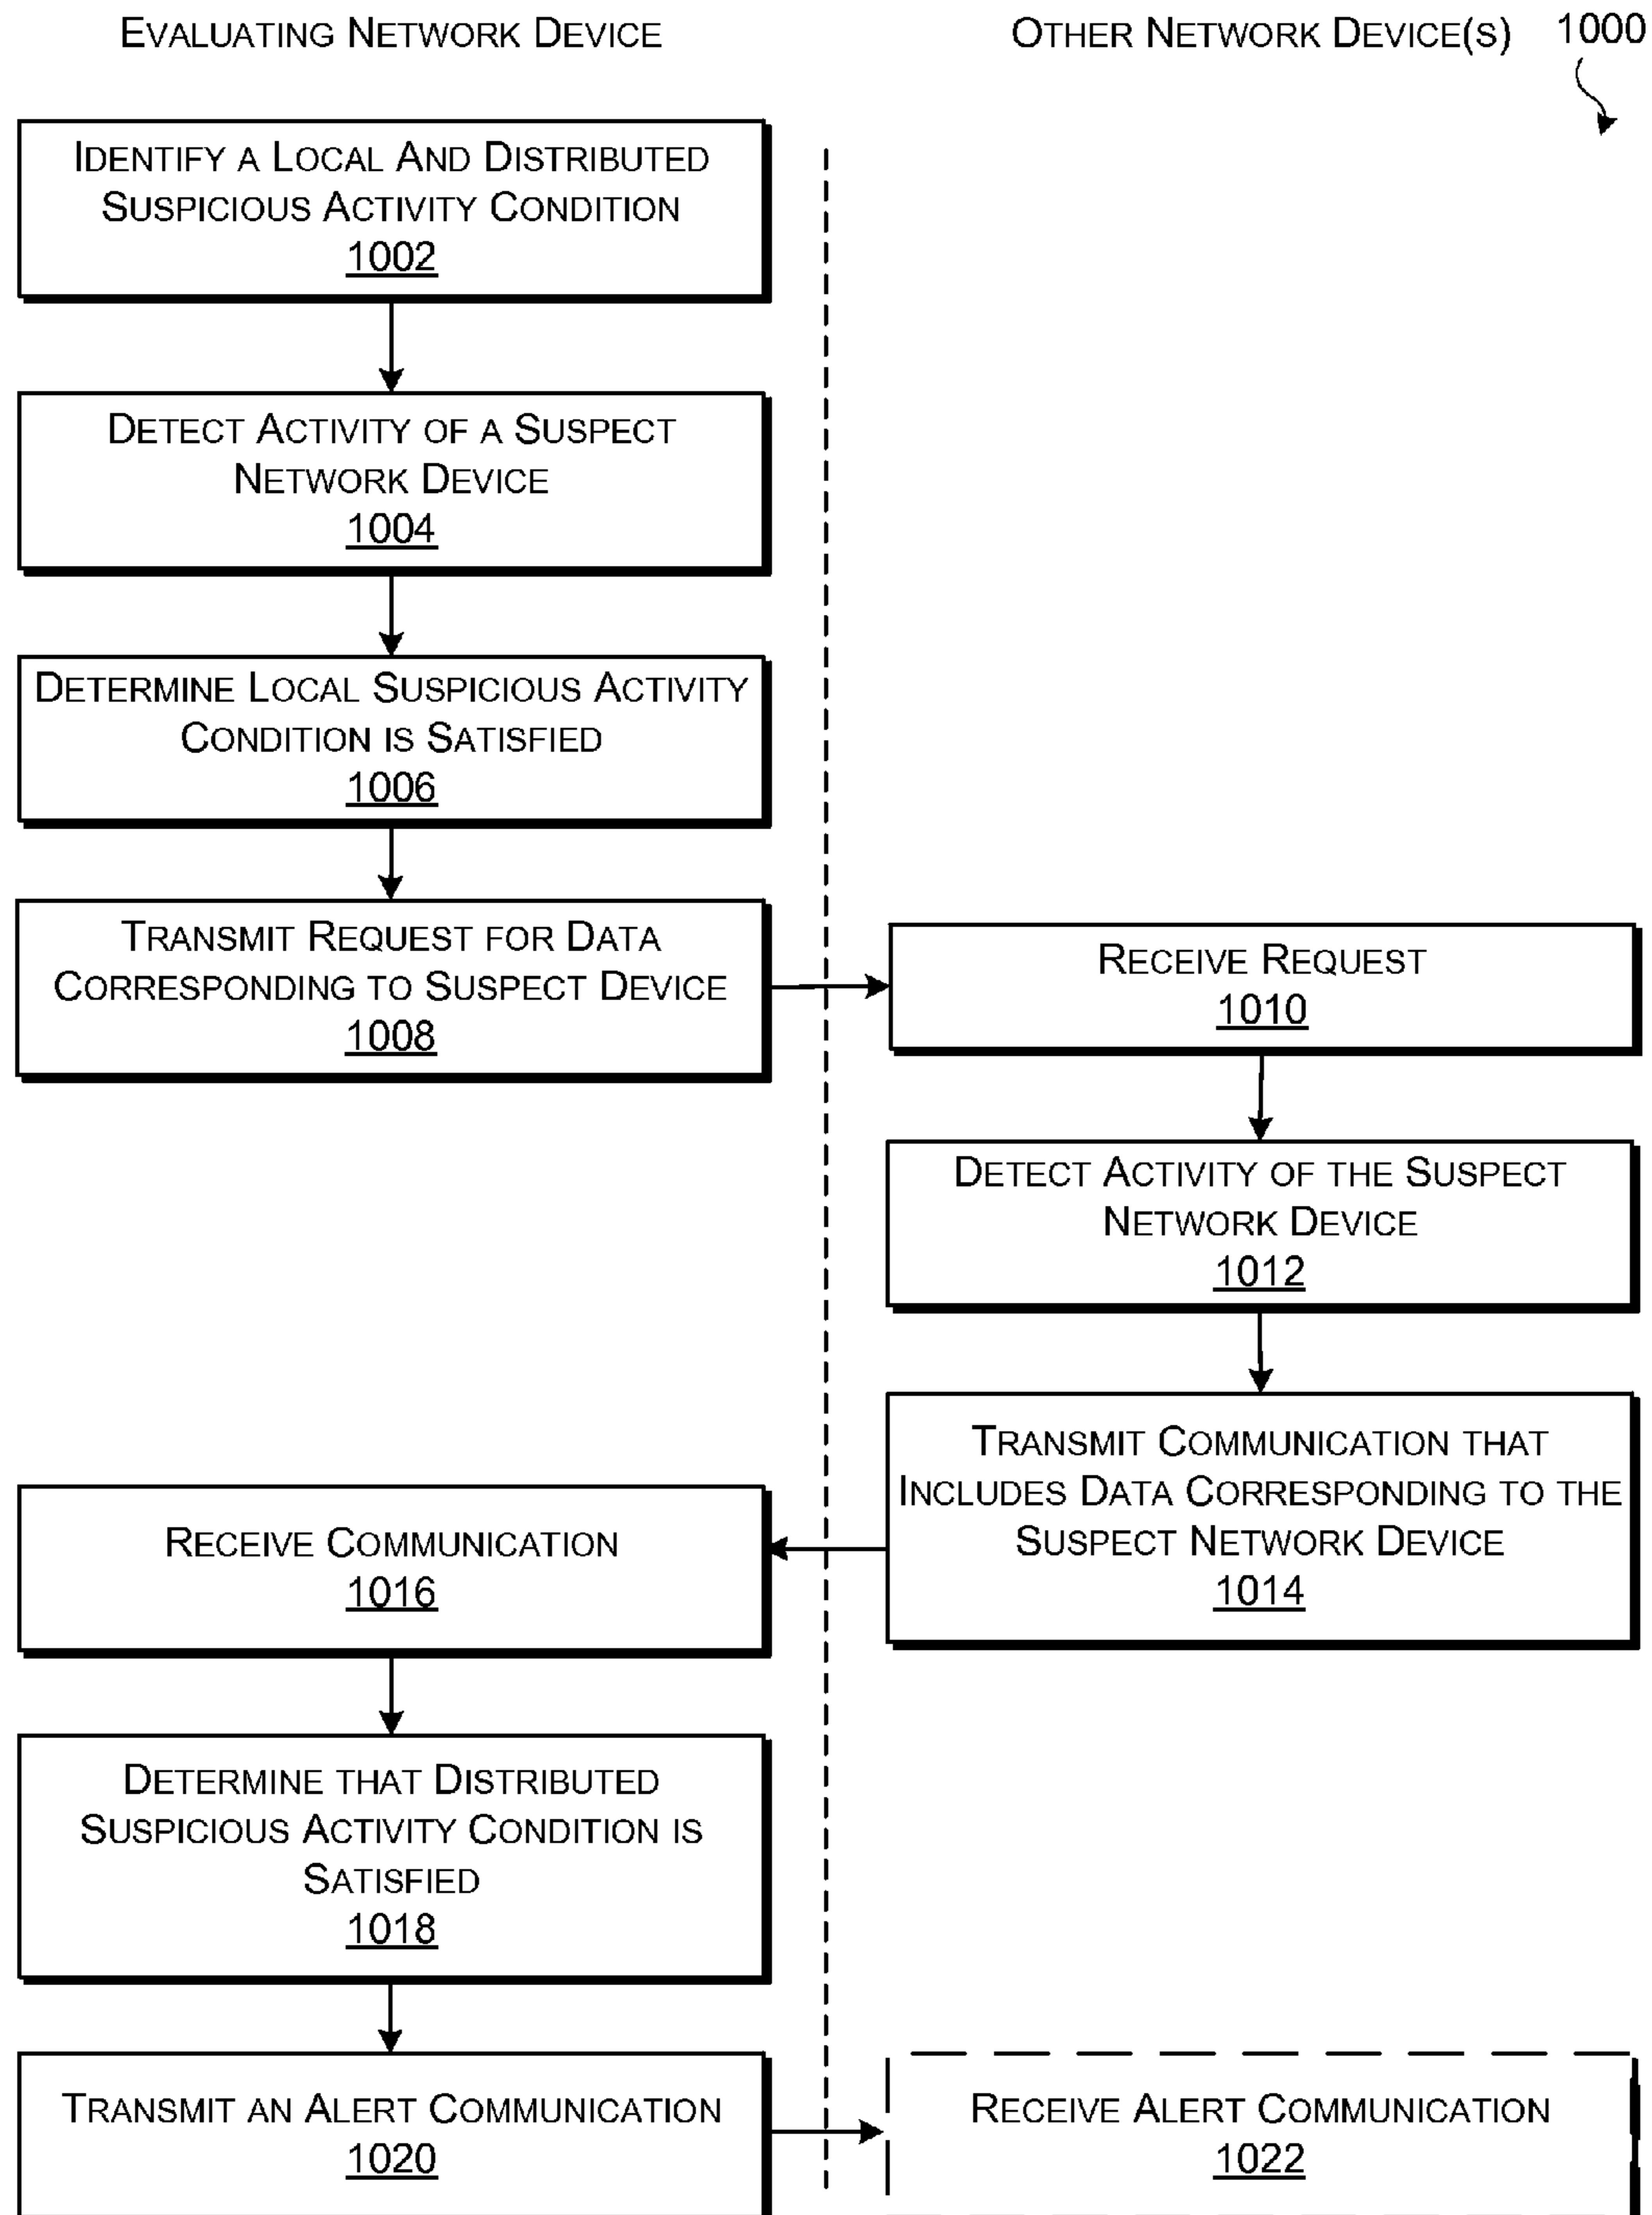 EVALUATING NETWORK DEVICE
OTHER NETWORK DEVICE(S)
1000
IDENTIFY A LOCAL AND DISTRIBUTED
SUSPICIOUS ACTIVITY CONDITION
1002
DETECT ACTIVITY OF A SUSPECT
NETWORK DEVICE
1004
DETERMINE LOCAL SUSPICIOUS ACTIVITY
CONDITION IS SATISFIED
1006
TRANSMIT REQUEST FOR DATA
CORRESPONDING TO SUSPECT DEVICE
1008
RECEIVE REQUEST
1010
DETECT ACTIVITY OF THE SUSPECT
NETWORK DEVICE
1012
TRANSMIT COMMUNICATION THAT
INCLUDES DATA CORRESPONDING TO THE
SUSPECT NETWORK DEVICE
1014
RECEIVE COMMUNICATION
1016
DETERMINE THAT DISTRIBUTED
SUSPICIOUS ACTIVITY CONDITION IS
SATISFIED
1018
TRANSMIT AN ALERT COMMUNICATION
1020
RECEIVE ALERT COMMUNICATION
1022